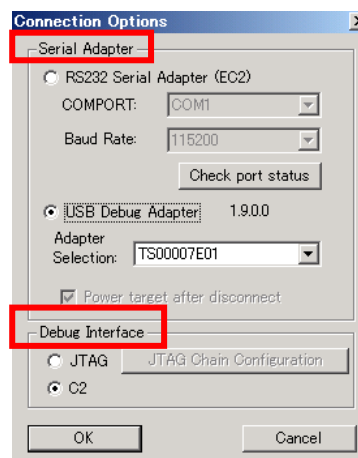 Connection Options
Serial Adapter
RS232 Serial Adapter (EC2)
COMPORT: COM1
Baud Rate: 115200
Check port status
USB Debug Adapter 1.9.0.0
Adapter
Selection: TS00007E01
Power target after disconnect
Debug Interface
JTAG JTAG Chain Configuration
C2
OK Cancel